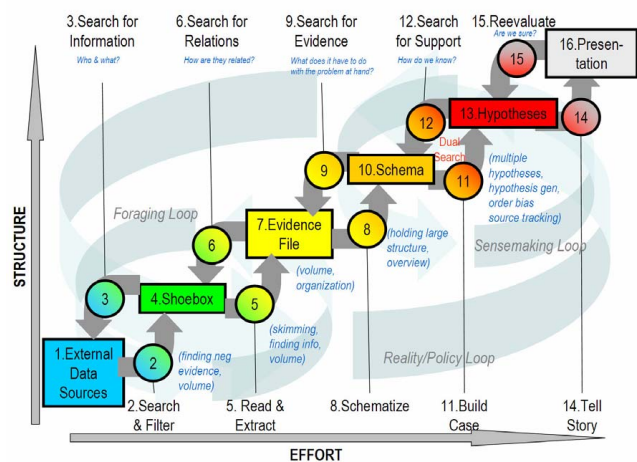 3.Search for
Information
Who & what?
6.Search for
Relations
How are they related?
9.Search for
Evidence
What does it have to do
with the problem at hand?
12.Search
for Support
How do we know?
15.Reevaluate
Are we sure?
15
16.Presen-
tation
12
13.Hypotheses
14
Dual
Search
9
10.Schema
11
(multiple
hypotheses,
hypothesis gen,
order bias
source tracking)
Foraging Loop
6
7.Evidence
File
8
(holding large
structure,
overview)
Sensemaking Loop
(volume,
organization)
3
4.Shoebox
5
(skimming,
finding info,
volume)
Reality/Policy Loop
1.External
Data
Sources
2
(finding neg
evidence,
volume)
2.Search
& Filter
5. Read &
Extract
8.Schematize
11.Build
Case
14.Tell
Story
STRUCTURE
EFFORT